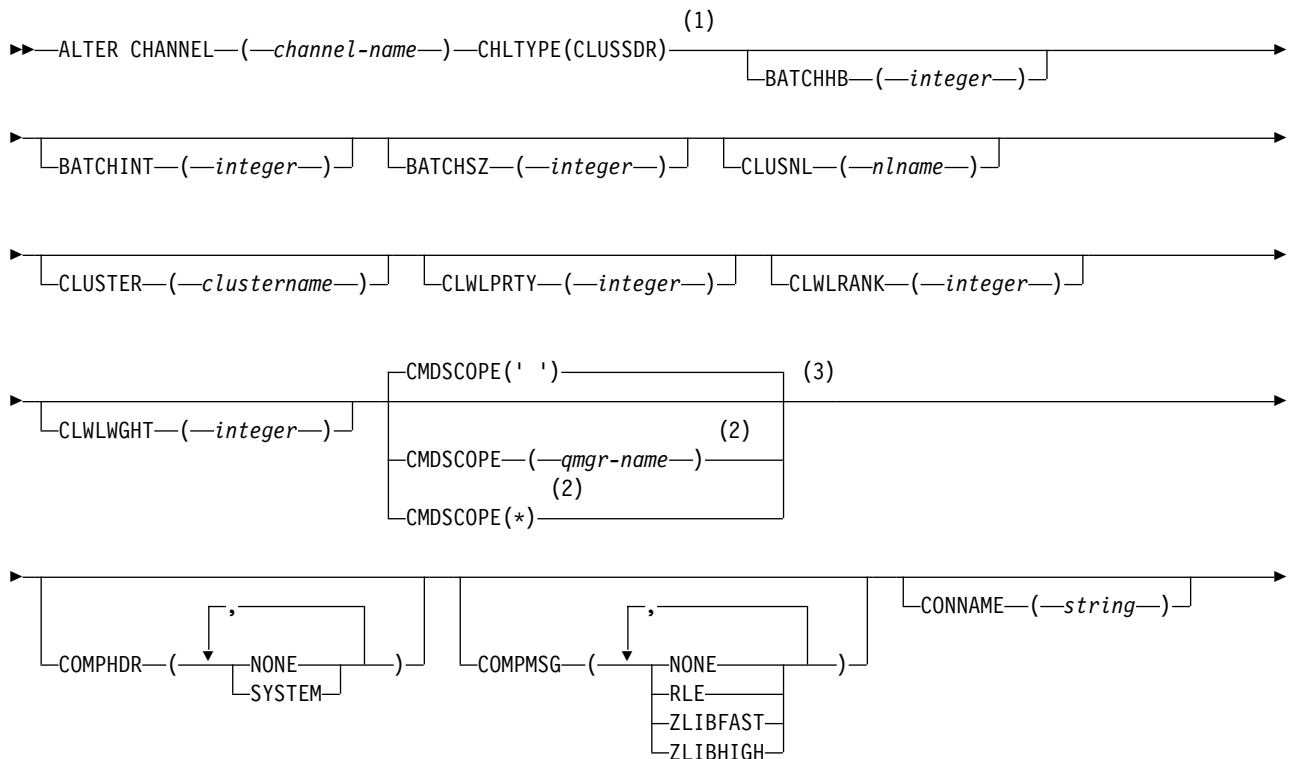 (1)
ALTER CHANNEL ( channel-name ) CHLTYPE(CLUSSDR)
BATCHHB ( integer )
BATCHINT ( integer ) BATCHSZ ( integer ) CLUSNL ( nlname )
CLUSTER ( clustername ) CLWLPRTY ( integer ) CLWLRANK ( integer )
CMDSCOPE(' ') (3)
CLWLWGHT ( integer )
(2)
CMDSCOPE ( qmgr-name )
(2)
CMDSCOPE(*)
, , CONNAME ( string )
COMPHDR ( NONE ) COMPMSG ( NONE )
SYSTEM RLE
ZLIBFAST
ZLIBHIGH